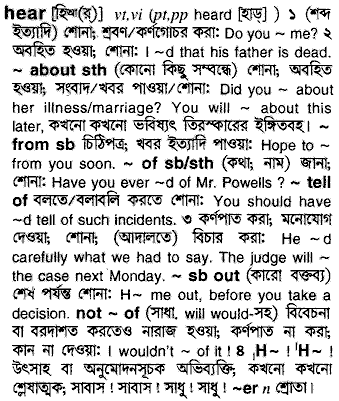 hear [হিআ(র্)] vt,vi (pt,pp heard [হাড্] ) ১ (শব্দ
ইত্যাদি) শোনা; শ্রবণ/কর্ণগোচর করা: Do you ~ me? ২
অবহিত হওয়া; শোনা: I ~d that his father is dead.
~ about sth (কোনো কিছু সম্বন্ধে) শোনা; অবহিত
হওয়া; সংবাদ/খবর পাওয়া/শোনা: Did you ~ about
her illness/marriage? You will ~ about this
later, কখনো কখনো ভবিষ্যৎ তিরস্কারের ইঙ্গিতবহ। ~
from sb চিঠিপত্র; খবর ইত্যাদি পাওয়া: Hope to ~
from you soon. ~ of sb/sth (কথা; নাম) জানা;
শোনা: Have you ever ~d of Mr. Powells ? ~ tell
of বলতে/বলাবলি করতে শোনা: You should have
~d tell of such incidents. ৩ কর্ণপাত করা; মনোযোগ
দেওয়া; শোনা; (আদালতে) বিচার করা: He ~d
carefully what we had to say. The judge will ~
the case next Monday. ~ sb out (কারো বক্তব্য)
শেষ পর্যন্ত শোনা: H~ me out, before you take a
decision. not ~ of (সাধা. will would-সহ) বিবেচনা
বা বরদাশত করতেও নারাজ হওয়া; কর্ণপাত না করা;
কান না দেওয়া: I wouldn't ~ of it ! ৪ ˌH~ ! ˈH~ !
উৎসাহ বা অনুমোদনসূচক অভিব্যক্তি; কখনো কখনো
শ্লেষাত্মক; সাবাস ! সাবাস ! সাধু ! সাধু ! ~er n শ্রোতা।